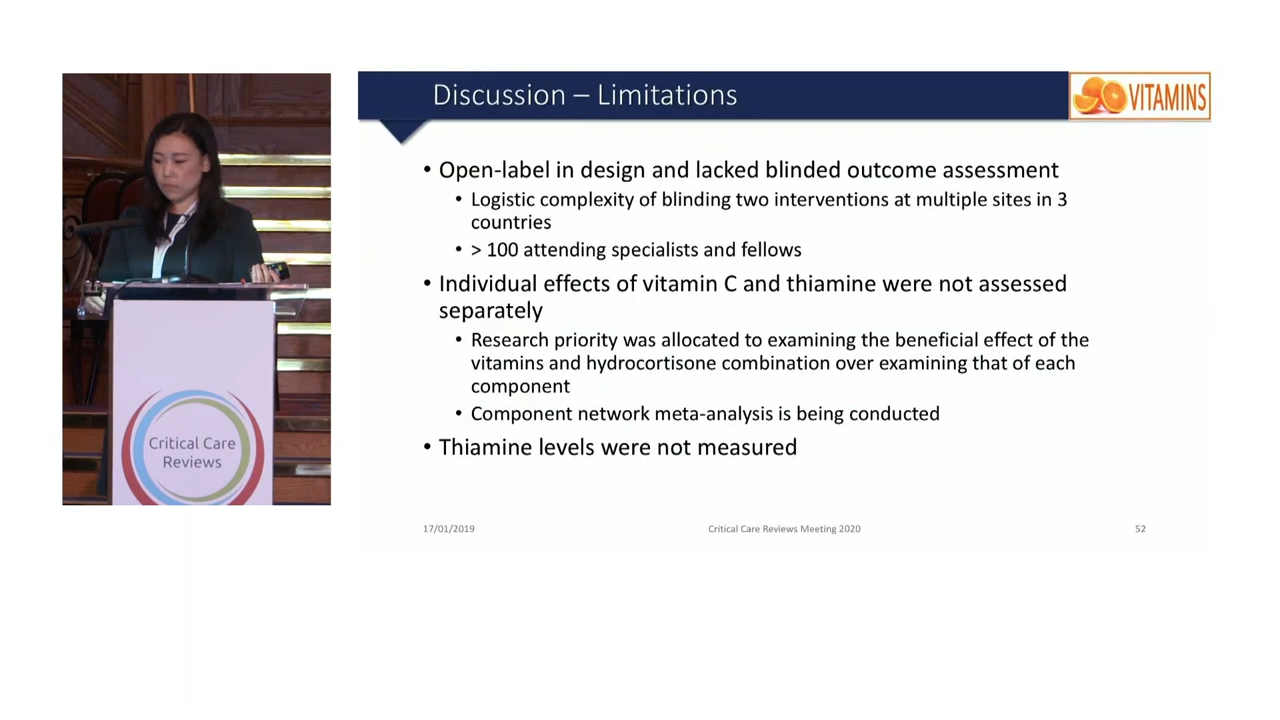 Discussion – Limitations
VITAMINS
• Open-label in design and lacked blinded outcome assessment
• Logistic complexity of blinding two interventions at multiple sites in 3
countries
• > 100 attending specialists and fellows
• Individual effects of vitamin C and thiamine were not assessed
separately
• Research priority was allocated to examining the beneficial effect of the
vitamins and hydrocortisone combination over examining that of each
component
• Component network meta-analysis is being conducted
• Thiamine levels were not measured
Critical Care
Reviews
17/01/2019
Critical Care Reviews Meeting 2020
52